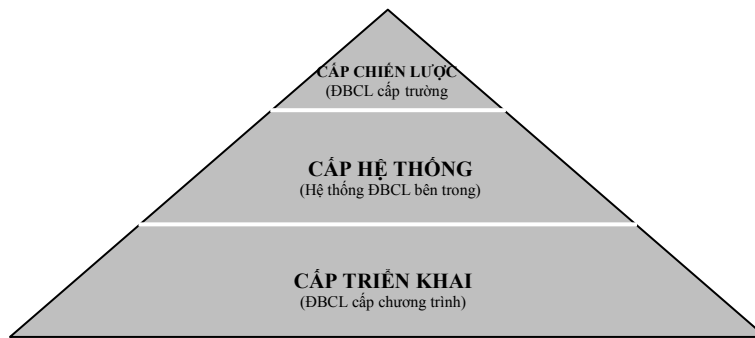 CẤP CHIẾN LƯỢC
(ĐBCL cấp trường
CẤP HỆ THỐNG
(Hệ thống ĐBCL bên trong)
CẤP TRIỄN KHAI
(ĐBCL cấp chương trình)